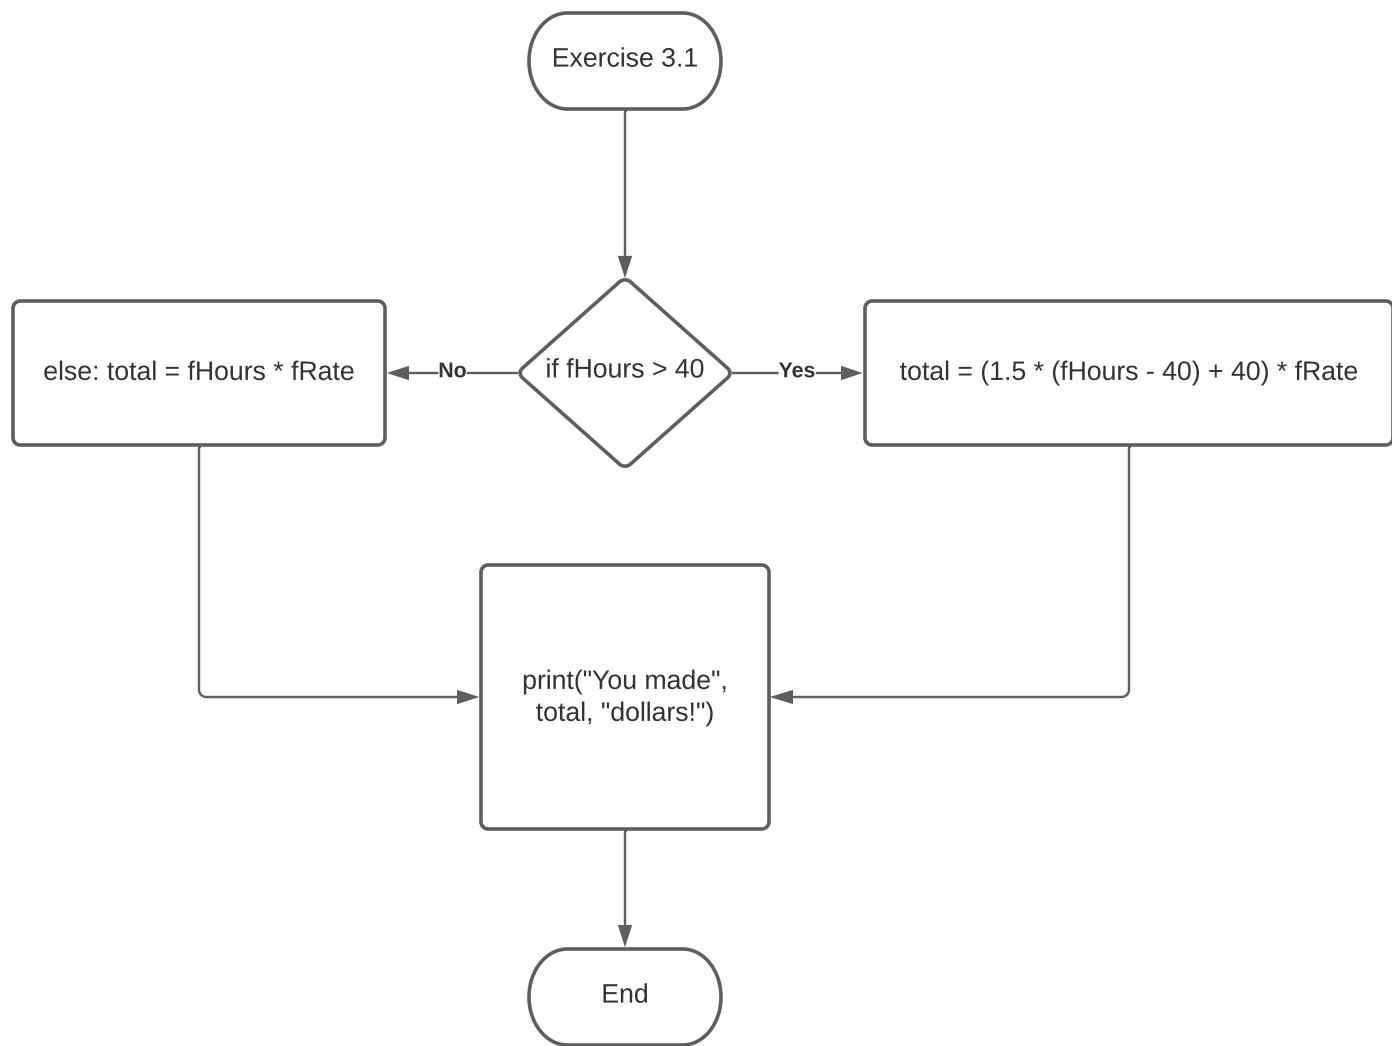 Exercise 3.1
else: total = fHours * fRate
No
if fHours > 40
Yes
total = (1.5 * (fHours - 40) + 40) * fRate
print("You made",
total, "dollars!")
End